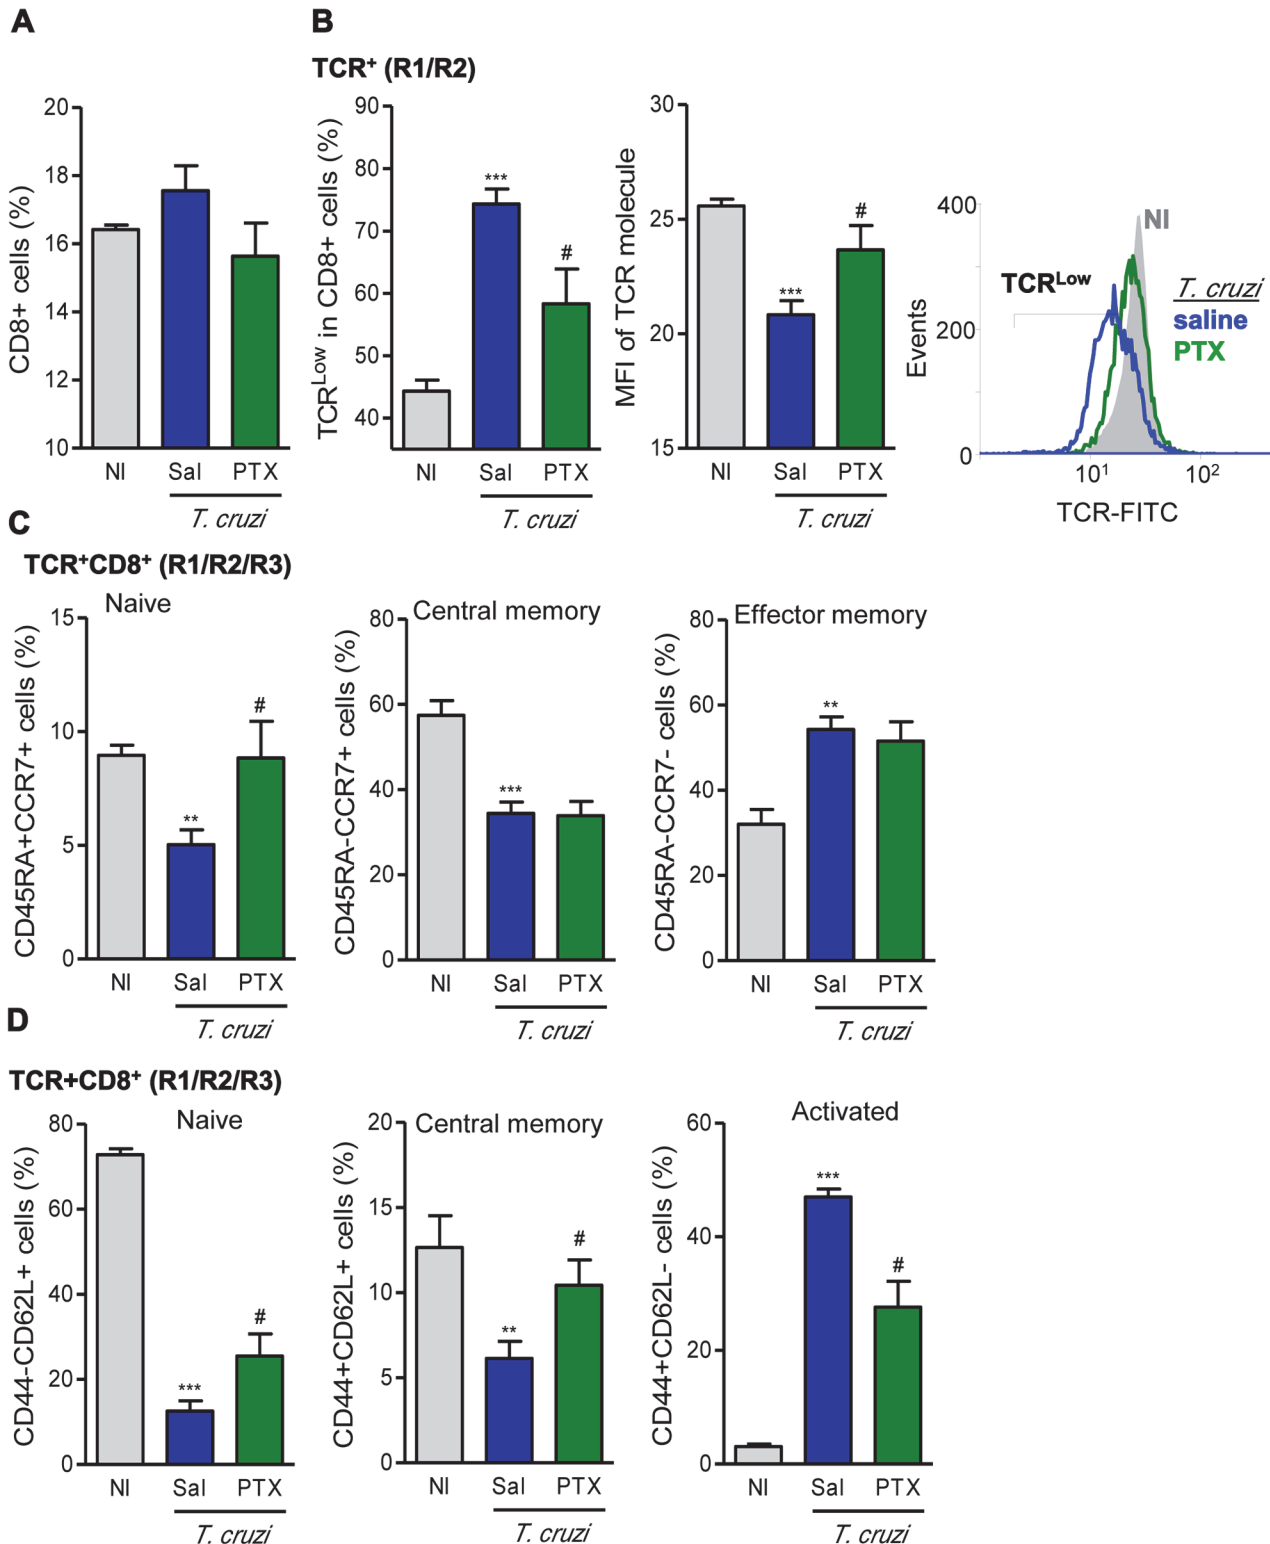 A
B
TCR⁺ (R1/R2)
CD8+ cells (%)
20
18
16
14
12
10
NI
Sal
PTX
T. cruzi
TCRᴸᵒʷ in CD8+ cells (%)
90
80
70
60
50
40
***
#
NI
Sal
PTX
T. cruzi
MFI of TCR molecule
30
25
20
15
***
#
NI
Sal
PTX
T. cruzi
Events
400
200
0
TCRᴸᵒʷ
NI
T. cruzi
saline
PTX
10¹
10²
TCR-FITC
C
TCR⁺CD8⁺ (R1/R2/R3)
Naive
CD45RA+CCR7+ cells (%)
15
10
5
0
**
#
NI
Sal
PTX
T. cruzi
Central memory
CD45RA-CCR7+ cells (%)
80
60
40
20
0
***
NI
Sal
PTX
T. cruzi
Effector memory
CD45RA-CCR7- cells (%)
80
60
40
20
0
**
NI
Sal
PTX
T. cruzi
D
TCR+CD8⁺ (R1/R2/R3)
Naive
CD44-CD62L+ cells (%)
80
60
40
20
0
***
#
NI
Sal
PTX
T. cruzi
Central memory
CD44+CD62L+ cells (%)
20
15
10
5
0
**
#
NI
Sal
PTX
T. cruzi
Activated
CD44+CD62L- cells (%)
60
40
20
0
***
#
NI
Sal
PTX
T. cruzi